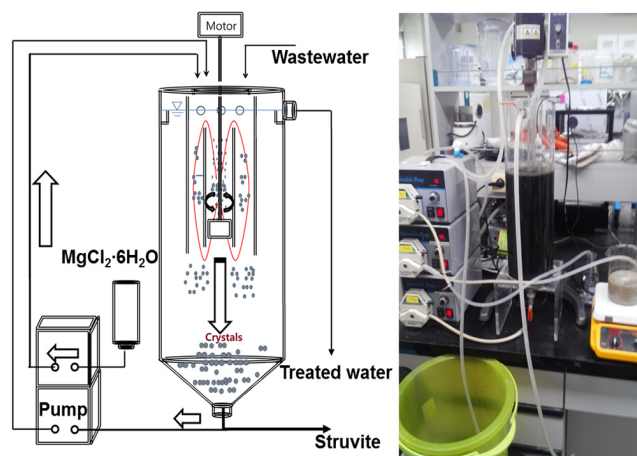 Motor
Wastewater
MgCl₂·6H₂O
Crystals
Treated water
Pump
Struvite